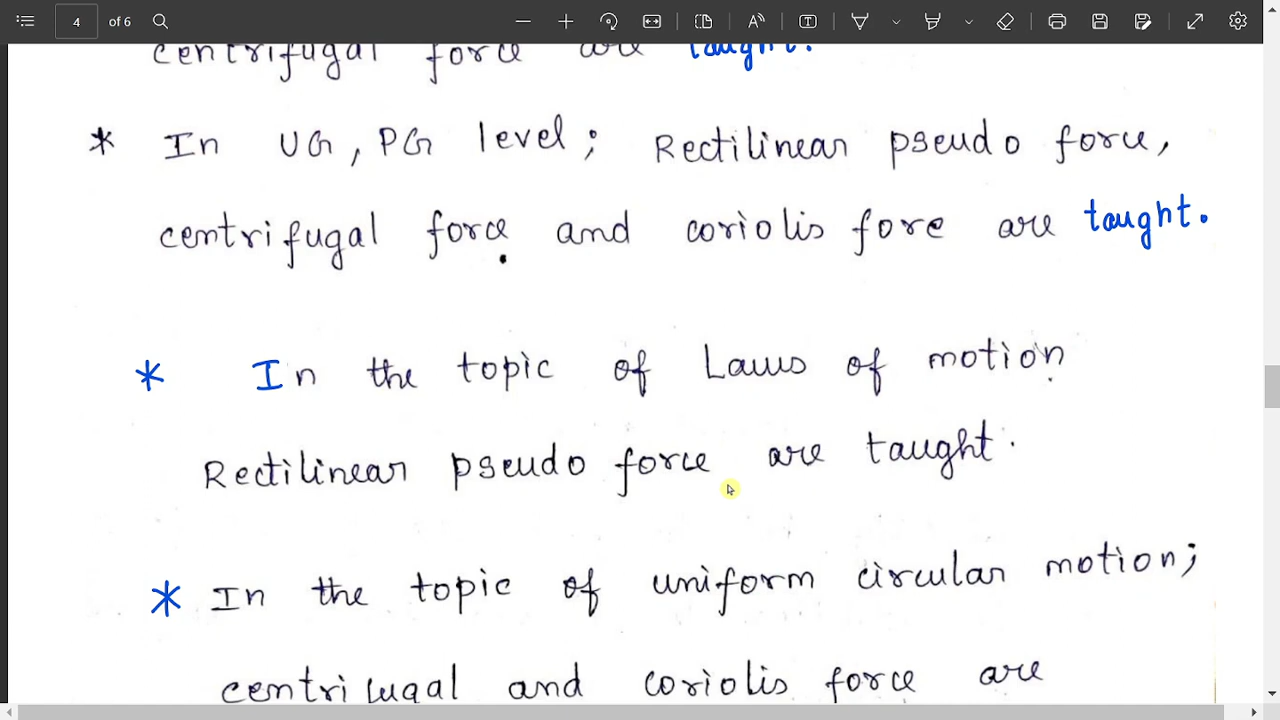 4 of 6
centrifugal force are taught.
* In UG, PG level; Rectilinear pseudo force,
centrifugal force and coriolis fore are taught.
* In the topic of Laws of motion
Rectilinear pseudo force are taught.
* In the topic of uniform circular motion;
centrifugal and coriolis force are